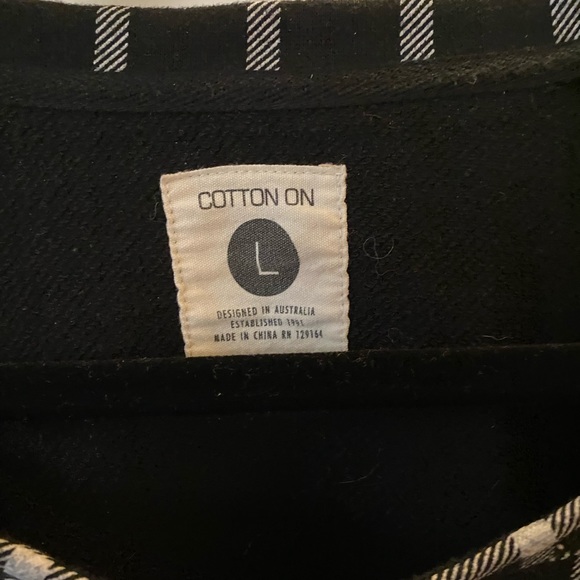 COTTON ON
L
DESIGNED IN AUSTRALIA
ESTABLISHED 1991
MADE IN CHINA RN 129164